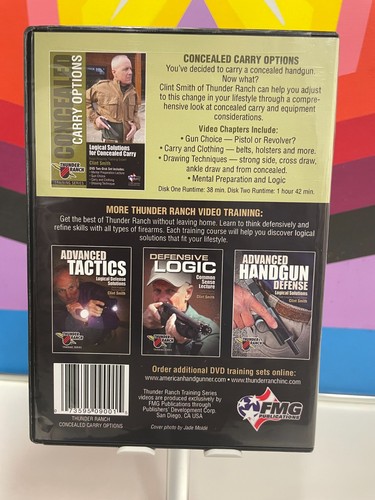 CONCEALED
CARRY OPTIONS
Logical Solutions
for Concealed Carry
Clint Smith
THUNDER
RANCH
CONCEALED CARRY OPTIONS
You've decided to carry a concealed handgun.
Now what?
Clint Smith of Thunder Ranch can help you adjust
to this change in your lifestyle through a compre-
hensive look at concealed carry and equipment
considerations.
Video Chapters Include:
• Gun Choice — Pistol or Revolver?
• Carry and Clothing — belts, holsters and more.
• Drawing Techniques — strong side, cross draw,
ankle draw and from concealed.
• Mental Preparation and Logic
Disk One Runtime: 38 min. Disk Two Runtime: 1 hour 42 min.
MORE THUNDER RANCH VIDEO TRAINING:
Get the best of Thunder Ranch without leaving home. Learn to think defensively and
refine skills with all types of firearms. Each training course will help you discover logical
solutions that fit your lifestyle.
ADVANCED
TACTICS
Logical Defense
Solutions
Clint Smith
DEFENSIVE
LOGIC
Common
Sense
Lecture
Clint Smith
ADVANCED
HANDGUN
DEFENSE
Logical Solutions
Clint Smith
Order additional DVD training sets online:
www.americanhandgunner.com • www.thunderranchinc.com
THUNDER RANCH
CONCEALED CARRY OPTIONS
Thunder Ranch Training Series
videos are produced exclusively by
FMG Publications through
Publishers' Development Corp.
San Diego, CA USA
Cover photo by Jade Moldt
FMG
PUBLICATIONS